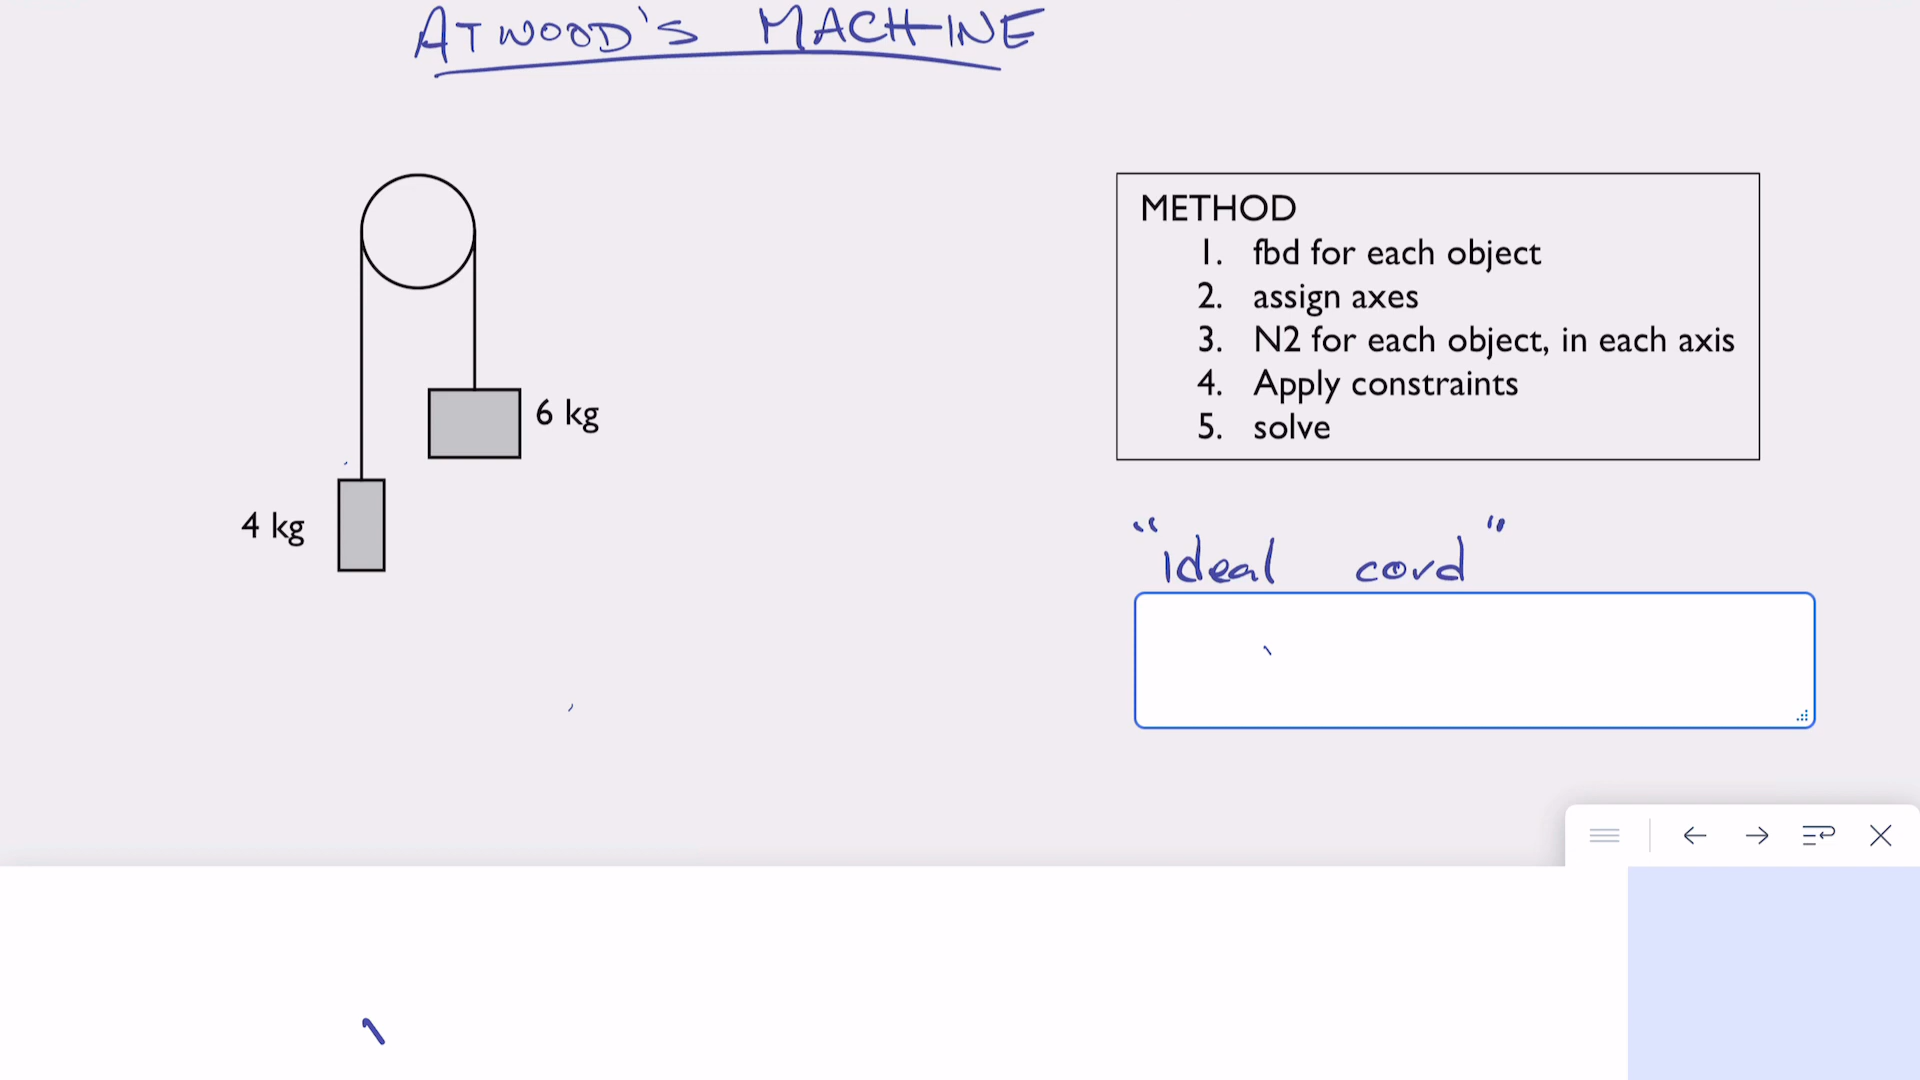 ATWOOD'S MACHINE
METHOD
1. fbd for each object
2. assign axes
3. N2 for each object, in each axis
4. Apply constraints
5. solve
6 kg
4 kg
"ideal cord"